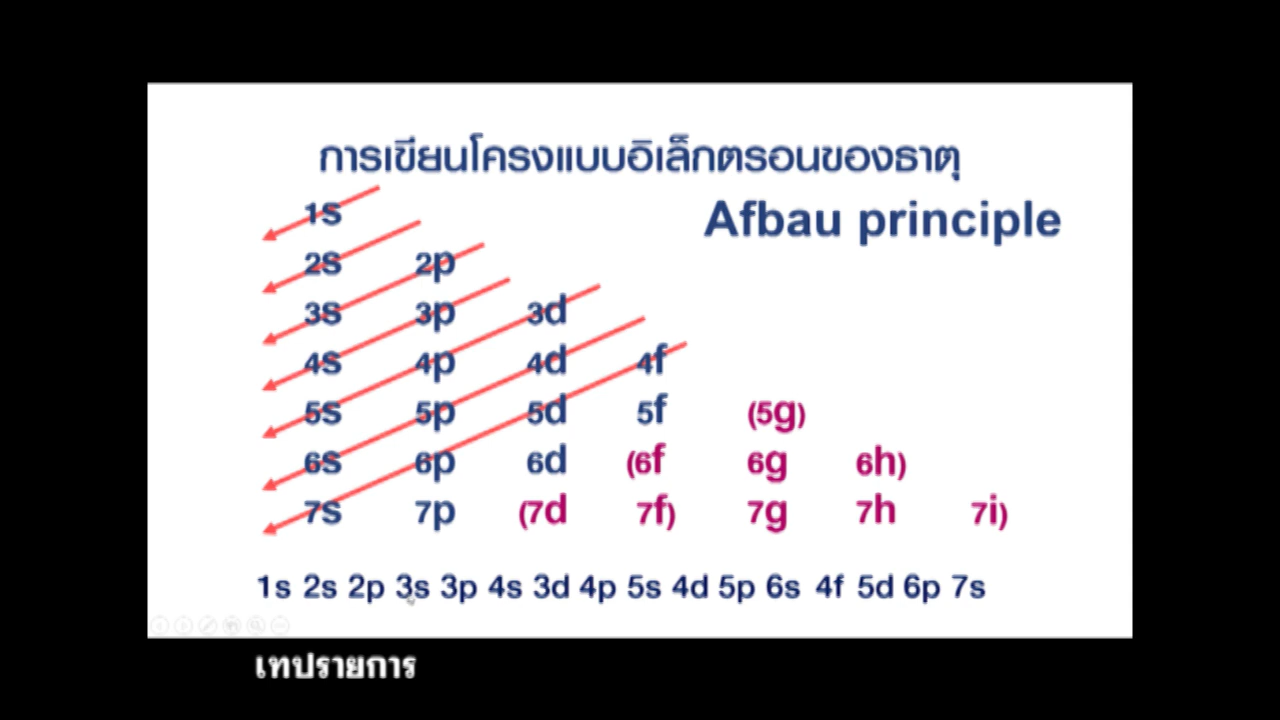 การเขียนโครงแบบอิเล็กตรอนของธาตุ
Afbau principle
1s
2s 2p
3s 3p 3d
4s 4p 4d 4f
5s 5p 5d 5f (5g)
6s 6p 6d (6f 6g 6h)
7s 7p (7d 7f) 7g 7h 7i)
1s 2s 2p 3s 3p 4s 3d 4p 5s 4d 5p 6s 4f 5d 6p 7s
เทปรายการ